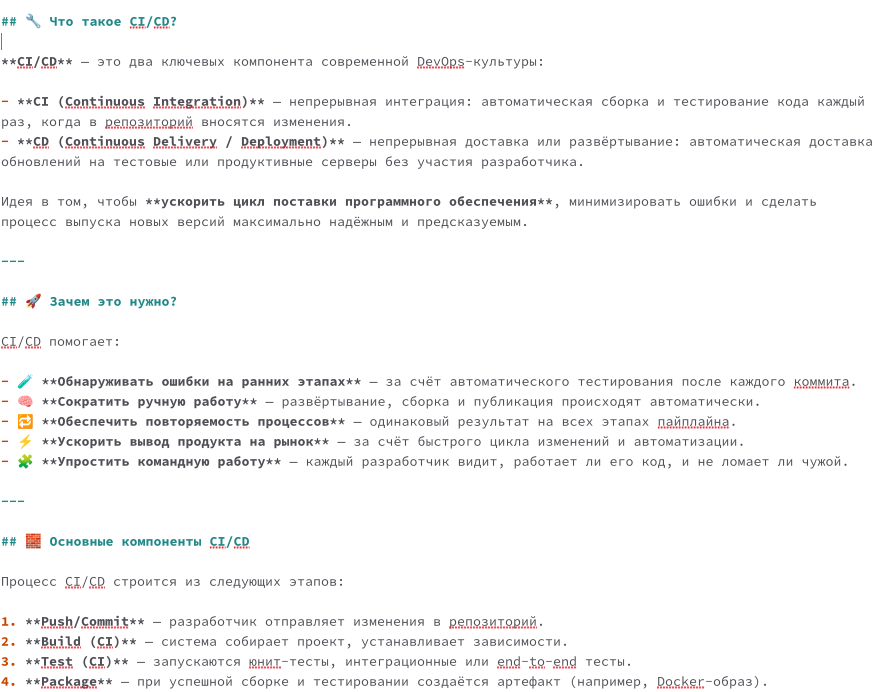 ## 🔧 Что такое CI/CD?
**CI/CD** — это два ключевых компонента современной DevOps-культуры:
- **CI (Continuous Integration)** — непрерывная интеграция: автоматическая сборка и тестирование кода каждый
раз, когда в репозиторий вносятся изменения.
- **CD (Continuous Delivery / Deployment)** — непрерывная доставка или развёртывание: автоматическая доставка
обновлений на тестовые или продуктивные серверы без участия разработчика.
Идея в том, чтобы **ускорить цикл поставки программного обеспечения**, минимизировать ошибки и сделать
процесс выпуска новых версий максимально надёжным и предсказуемым.
---
## 🚀 Зачем это нужно?
CI/CD помогает:
- 🧪 **Обнаруживать ошибки на ранних этапах** — за счёт автоматического тестирования после каждого коммита.
- 🧠 **Сократить ручную работу** — развёртывание, сборка и публикация происходят автоматически.
- 🔁 **Обеспечить повторяемость процессов** — одинаковый результат на всех этапах пайплайна.
- ⚡ **Ускорить вывод продукта на рынок** — за счёт быстрого цикла изменений и автоматизации.
- 🧩 **Упростить командную работу** — каждый разработчик видит, работает ли его код, и не ломает ли чужой.
---
## 🧱 Основные компоненты CI/CD
Процесс CI/CD строится из следующих этапов:
1. **Push/Commit** — разработчик отправляет изменения в репозиторий.
2. **Build (CI)** — система собирает проект, устанавливает зависимости.
3. **Test (CI)** — запускаются юнит-тесты, интеграционные или end-to-end тесты.
4. **Package** — при успешной сборке и тестировании создаётся артефакт (например, Docker-образ).